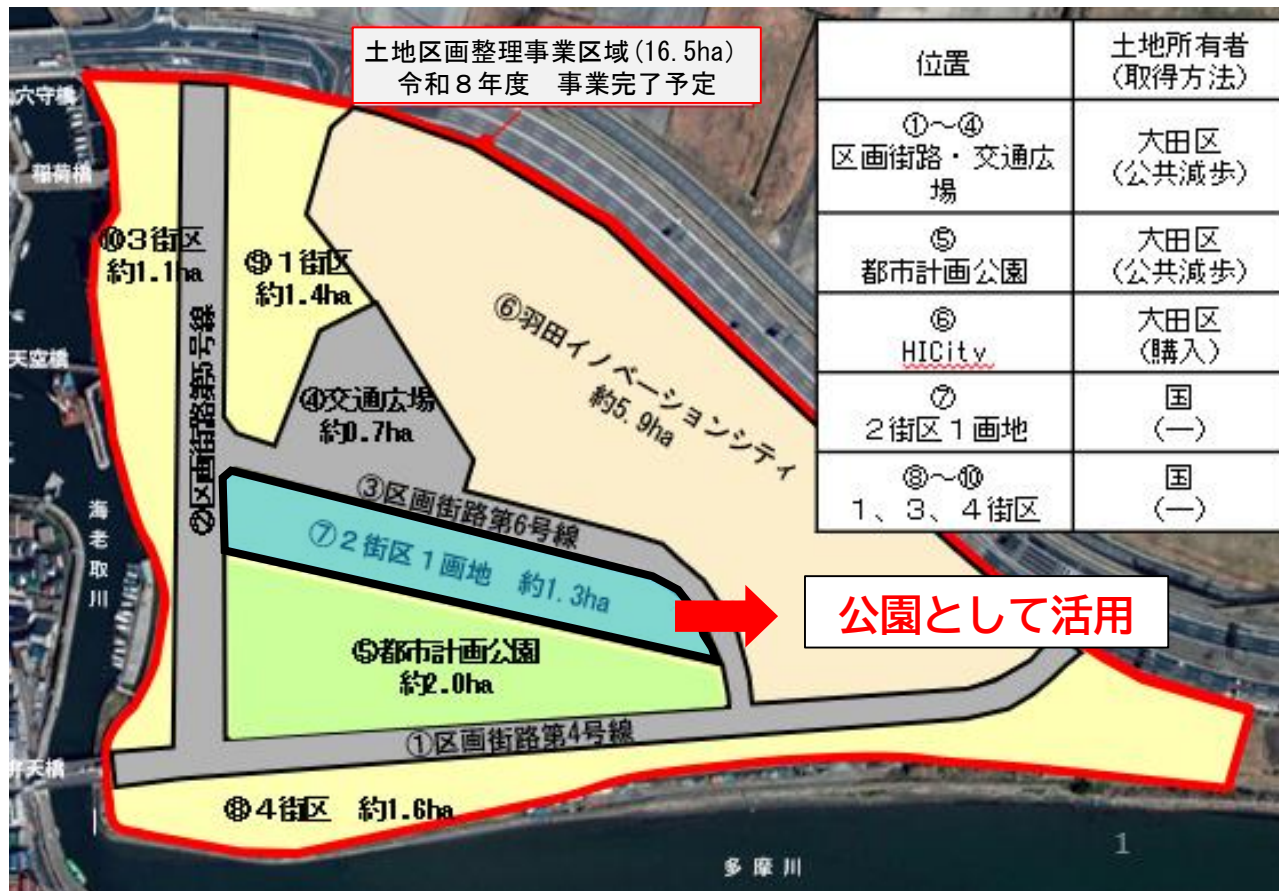 土地区画整理事業区域(16.5ha)
令和８年度　事業完了予定
位置
土地所有者
(取得方法)
①～④
区画街路・交通広
場
大田区
(公共減歩)
⑤
都市計画公園
大田区
(公共減歩)
⑥
HICity
大田区
(購入)
⑦
２街区１画地
国
(―)
⑧～⑩
１、３、４街区
国
(―)
穴守橋
稲荷橋
⑩３街区
約1.1ha
⑨１街区
約1.4ha
⑥羽田イノベーションシティ
約5.9ha
②区画街路第5号線
天空橋
④交通広場
約0.7ha
③区画街路第6号線
海老取川
⑦２街区１画地　約1.3ha
公園として活用
⑤都市計画公園
約2.0ha
①区画街路第4号線
弁天橋
⑧４街区　約1.6ha
多摩川
1